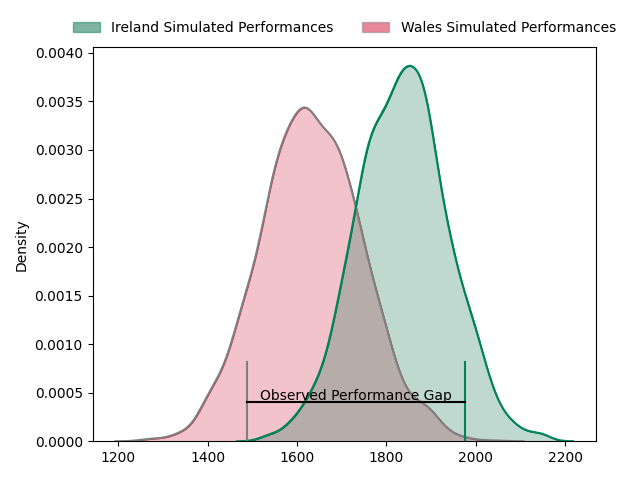 Ireland Simulated Performances Wales Simulated Performances
0.0040
0.0035
0.0030
0.0025
0.0020
0.0015
0.0010
0.0005
0.0000
Density
Observed Performance Gap
1200 1400 1600 1800 2000 2200